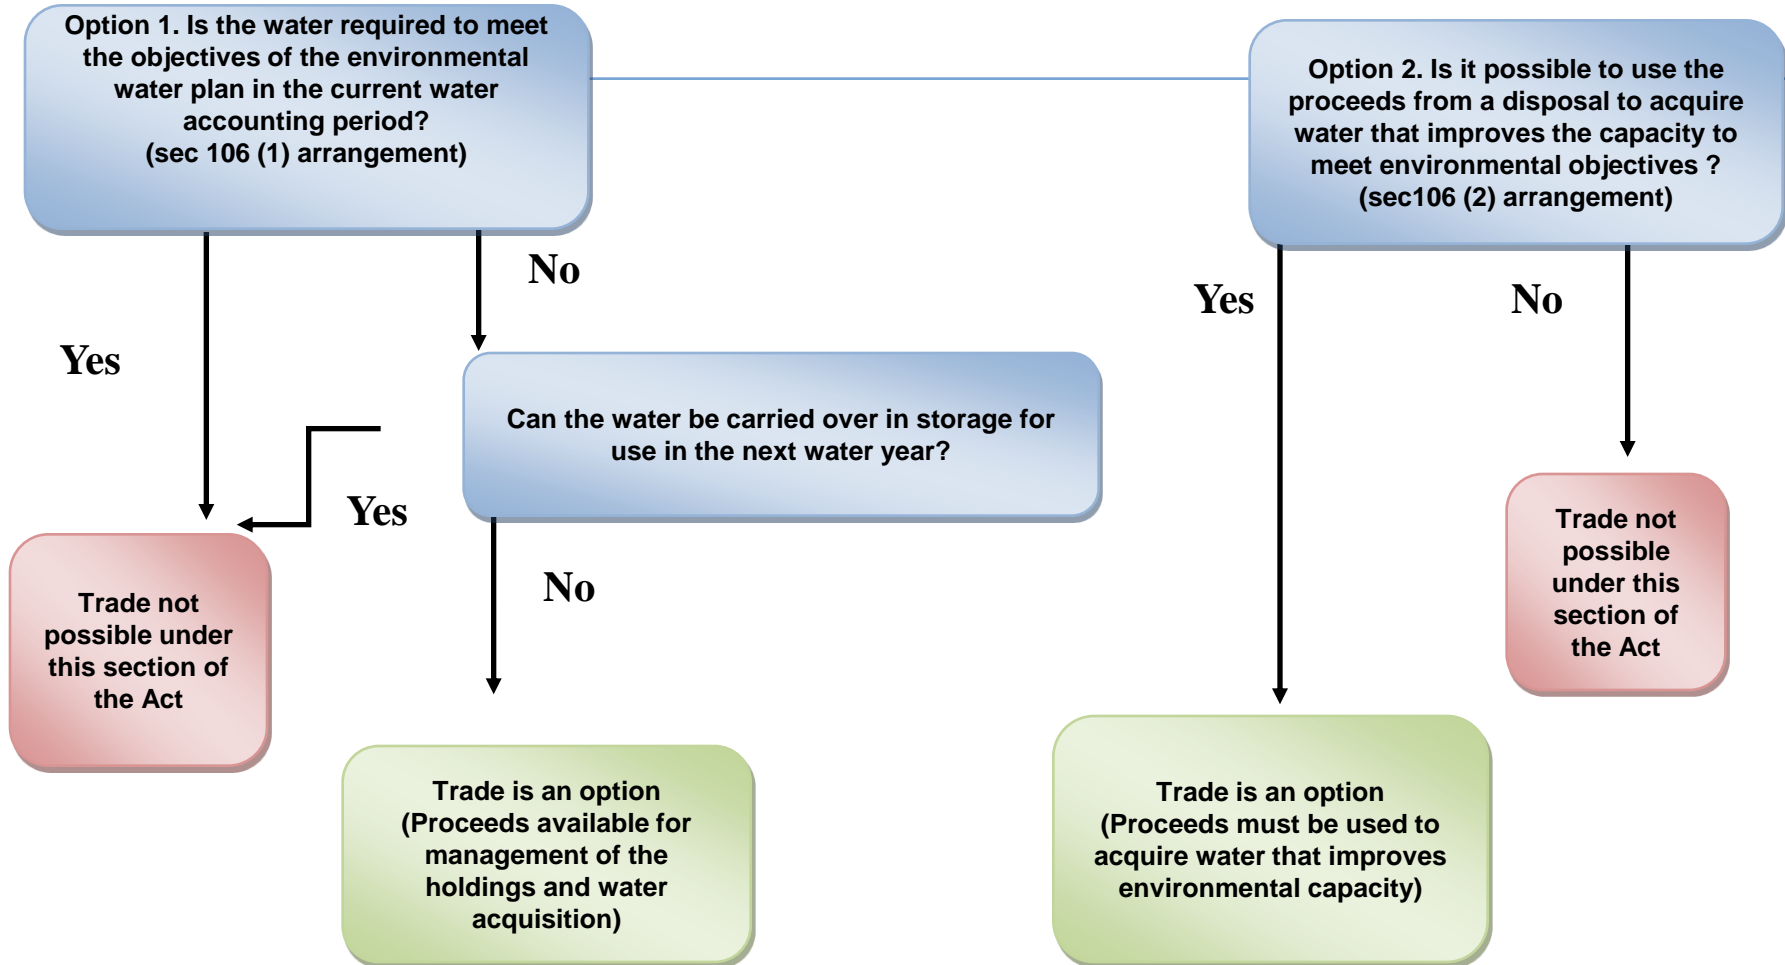 Option 1. Is the water required to meet
the objectives of the environmental
water plan in the current water
accounting period?
(sec 106 (1) arrangement)
Option 2. Is it possible to use the
proceeds from a disposal to acquire
water that improves the capacity to
meet environmental objectives ?
(sec106 (2) arrangement)
No
Yes
Yes
No
Can the water be carried over in storage for
use in the next water year?
Yes
No
Trade not
possible under
this section of
the Act
Trade not
possible
under this
section of
the Act
Trade is an option
(Proceeds available for
management of the
holdings and water
acquisition)
Trade is an option
(Proceeds must be used to
acquire water that improves
environmental capacity)